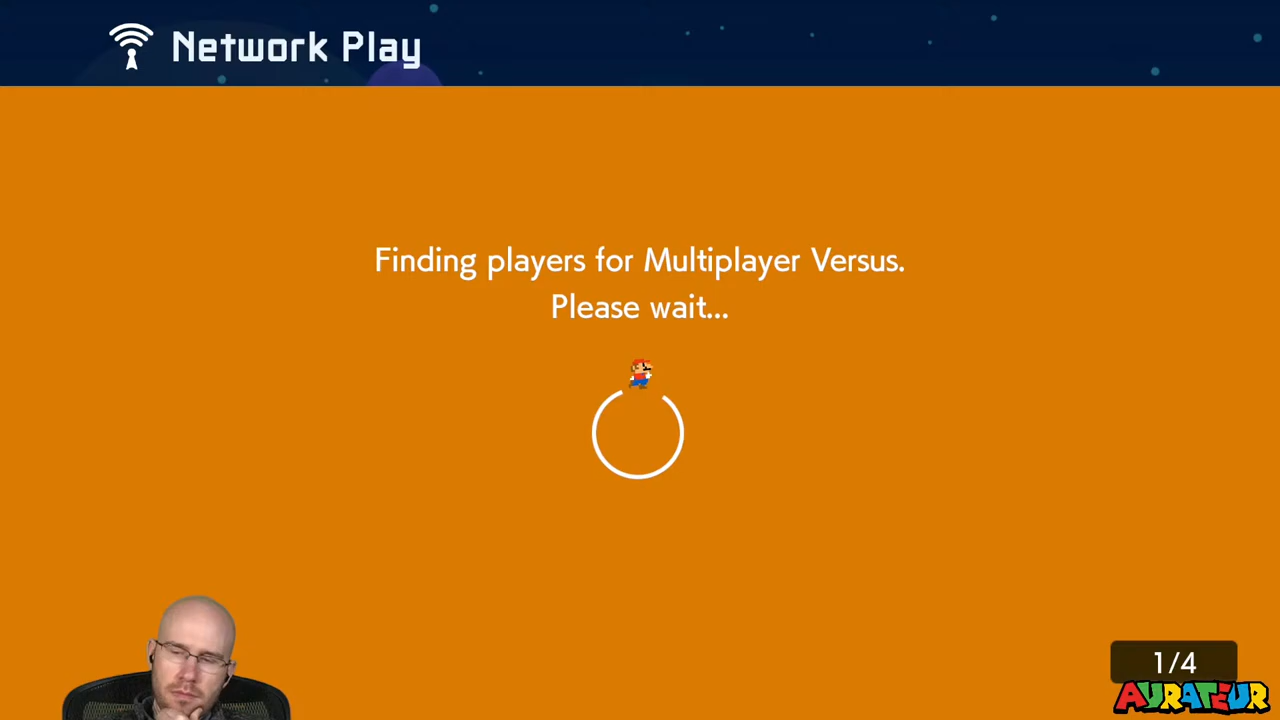 Network Play
Finding players for Multiplayer Versus.
Please wait...
1/4
AURATEUR